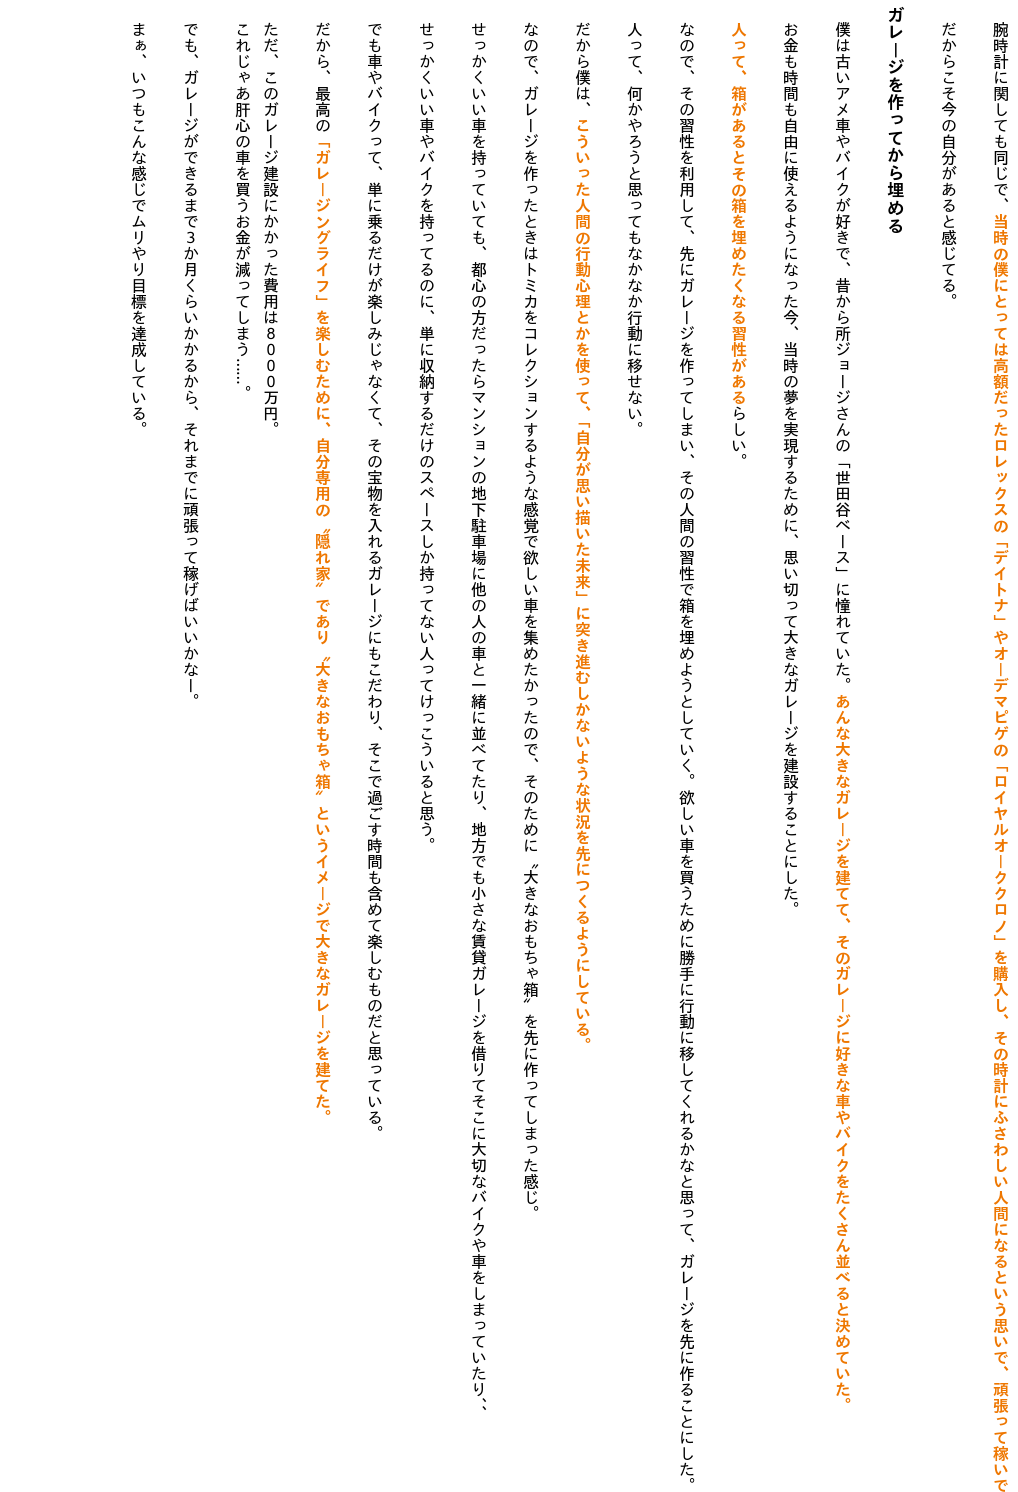 腕時計に関しても同じで、当時の僕にとっては高額だったロレックスの「デイトナ」やオーデマピゲの「ロイヤルオーククロノ」を購入し、その時計にふさわしい人間になるという思いで、頑張って稼いで
だからこそ今の自分があると感じてる。
ガレージを作ってから埋める
僕は古いアメ車やバイクが好きで、昔から所ジョージさんの「世田谷ベース」に憧れていた。あんな大きなガレージを建てて、そのガレージに好きな車やバイクをたくさん並べると決めていた。
お金も時間も自由に使えるようになった今、当時の夢を実現するために、思い切って大きなガレージを建設することにした。
人って、箱があるとその箱を埋めたくなる習性があるらしい。
なので、その習性を利用して、先にガレージを作ってしまい、その人間の習性で箱を埋めようとしていく。欲しい車を買うために勝手に行動に移してくれるかなと思って、ガレージを先に作ることにした。
人って、何かやろうと思ってもなかなか行動に移せない。
だから僕は、こういった人間の行動心理とかを使って、「自分が思い描いた未来」に突き進むしかないような状況を先につくるようにしている。
なので、ガレージを作ったときはトミカをコレクションするような感覚で欲しい車を集めたかったので、そのために〝大きなおもちゃ箱〟を先に作ってしまった感じ。
せっかくいい車を持っていても、都心の方だったらマンションの地下駐車場に他の人の車と一緒に並べてたり、地方でも小さな賃貸ガレージを借りてそこに大切なバイクや車をしまっていたり、、
せっかくいい車やバイクを持ってるのに、単に収納するだけのスペースしか持ってない人ってけっこういると思う。
でも車やバイクって、単に乗るだけが楽しみじゃなくて、その宝物を入れるガレージにもこだわり、そこで過ごす時間も含めて楽しむものだと思っている。
だから、最高の「ガレージングライフ」を楽しむために、自分専用の〝隠れ家〟であり〝大きなおもちゃ箱〟というイメージで大きなガレージを建てた。
ただ、このガレージ建設にかかった費用は8000万円。
これじゃあ肝心の車を買うお金が減ってしまう……。
でも、ガレージができるまで3か月くらいかかるから、それまでに頑張って稼げばいいかなー。
まぁ、いつもこんな感じでムリやり目標を達成している。